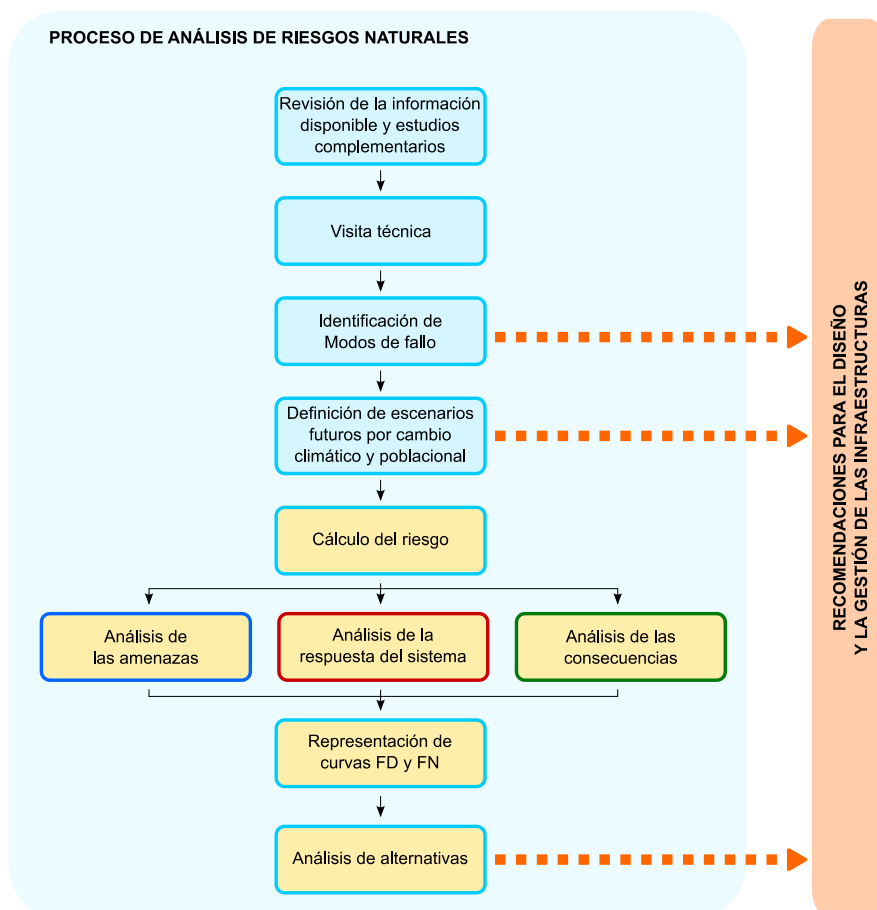 PROCESO DE ANÁLISIS DE RIESGOS NATURALES
Revisión de la información
disponible y estudios
complementarios
Visita técnica
Identificación de
Modos de fallo
Definición de escenarios
futuros por cambio
climático y poblacional
Cálculo del riesgo
Análisis de
las amenazas
Análisis de la
respuesta del sistema
Análisis de las
consecuencias
Representación de
curvas FD y FN
Análisis de alternativas
RECOMENDACIONES PARA EL DISEÑO
Y LA GESTIÓN DE LAS INFRAESTRUCTURAS